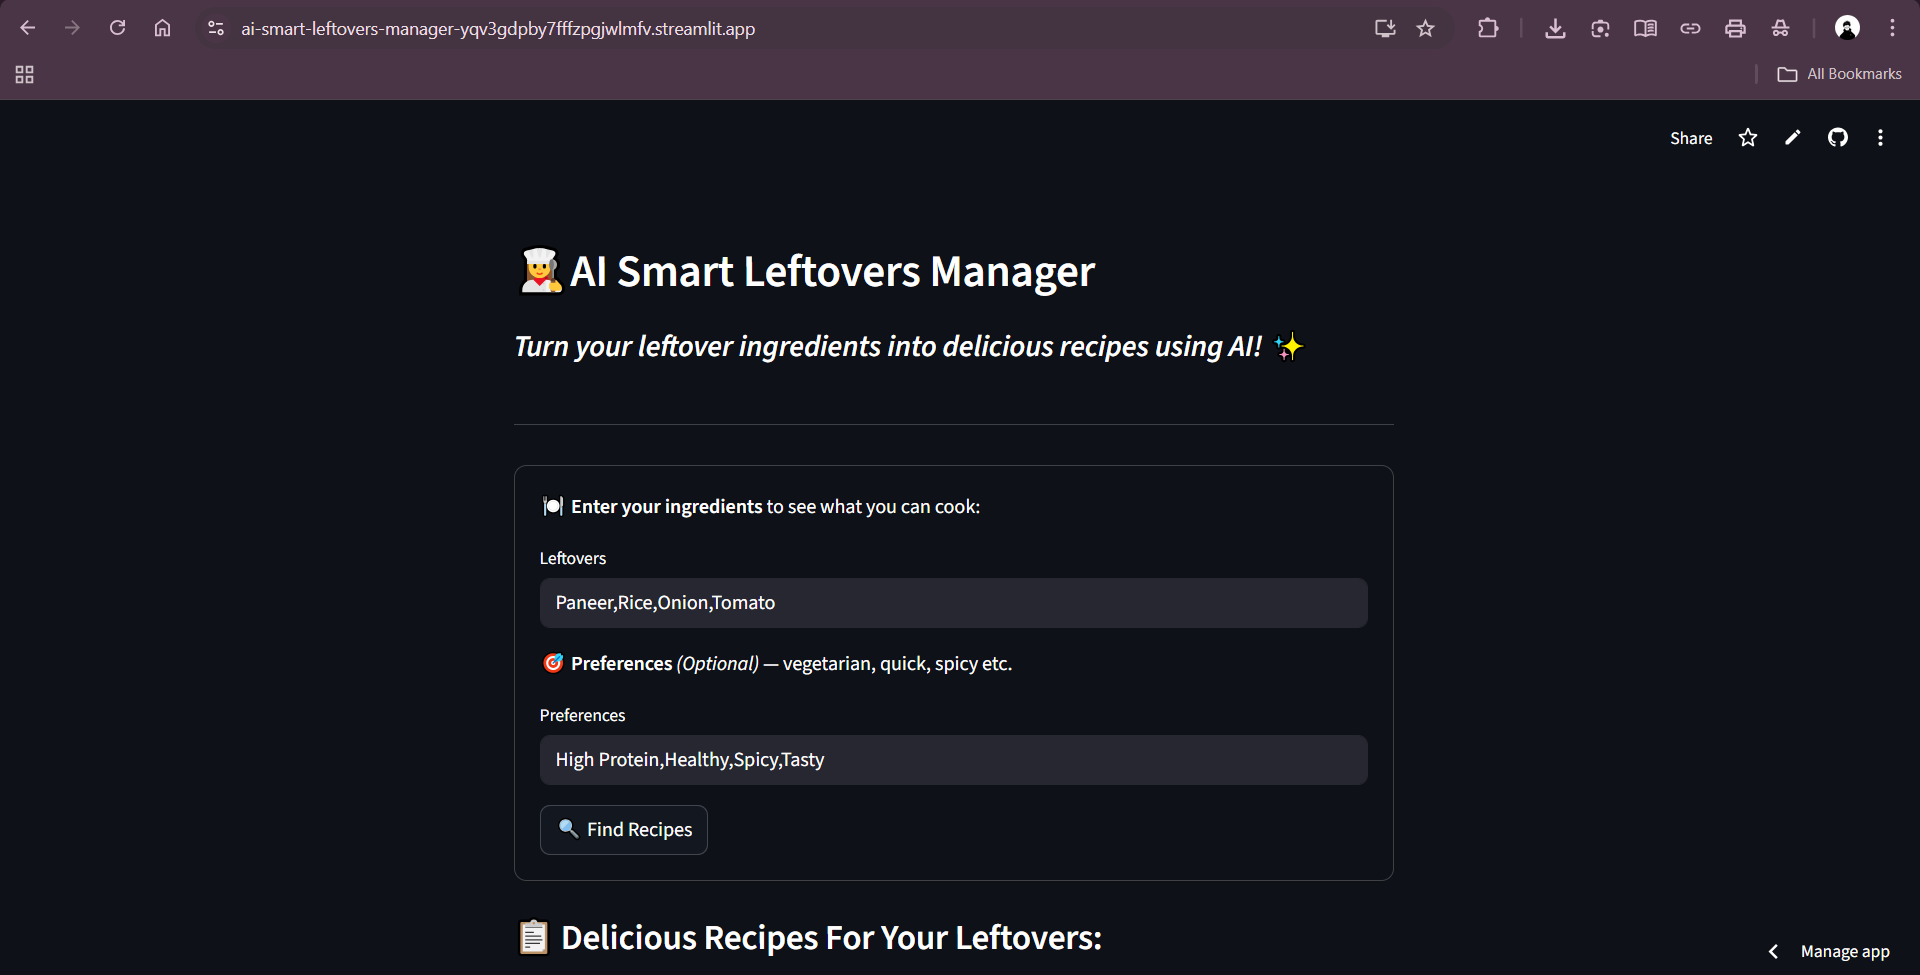 ai-smart-leftovers-manager-yqv3gdpby7fffzpgjwlmfv.streamlit.app
All Bookmarks
Share
AI Smart Leftovers Manager
Turn your leftover ingredients into delicious recipes using AI! ✨
🍽️ Enter your ingredients to see what you can cook:
Leftovers
Paneer,Rice,Onion,Tomato
🎯 Preferences (Optional) — vegetarian, quick, spicy etc.
Preferences
High Protein,Healthy,Spicy,Tasty
🔍 Find Recipes
📋 Delicious Recipes For Your Leftovers:
Manage app